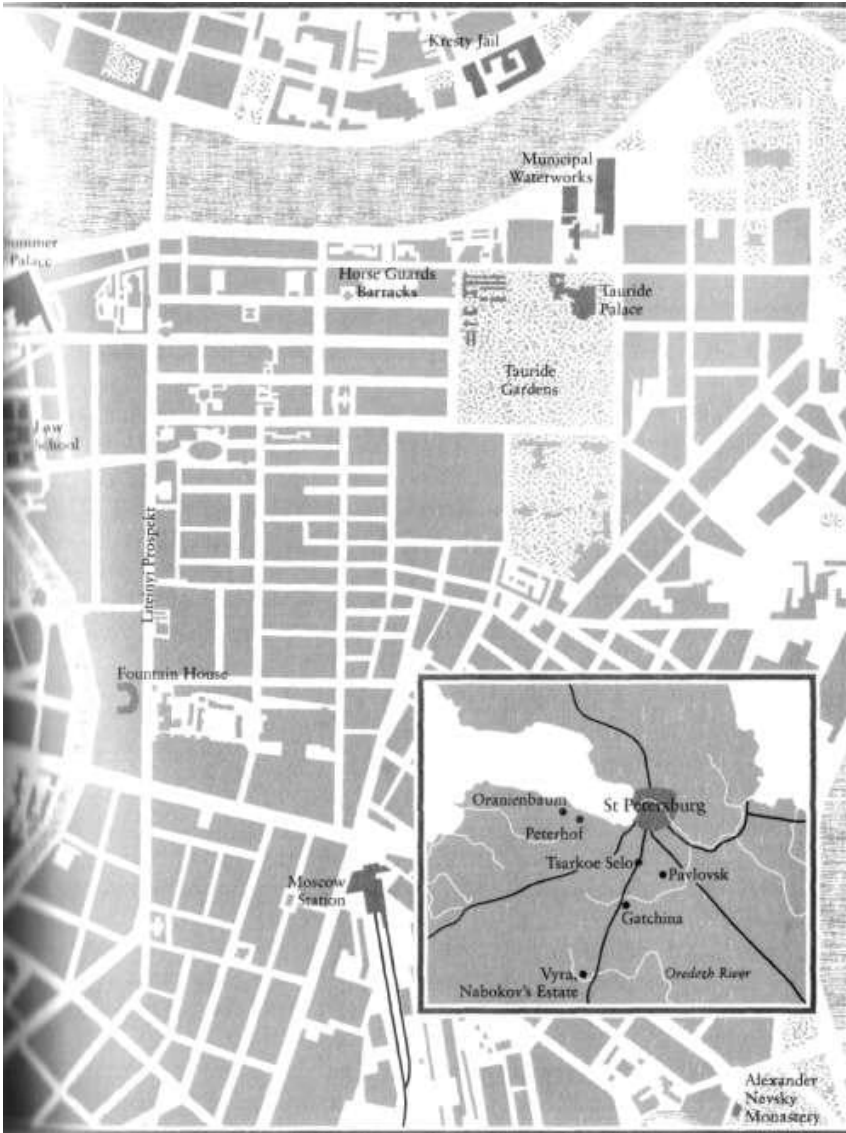 Kresty Jail
Municipal
Waterworks
Summer
Palace
Horse Guards
Barracks
Tauride
Palace
Tauride
Gardens
Law
School
Liteinyi Prospekt
Fountain House
Oranienbaum
St Petersburg
Peterhof
Tsarkoe Selo
Pavlovsk
Moscow
Station
Gatchina
Vyra,
Nabokov's Estate
Oredezh River
Alexander
Nevsky
Monastery